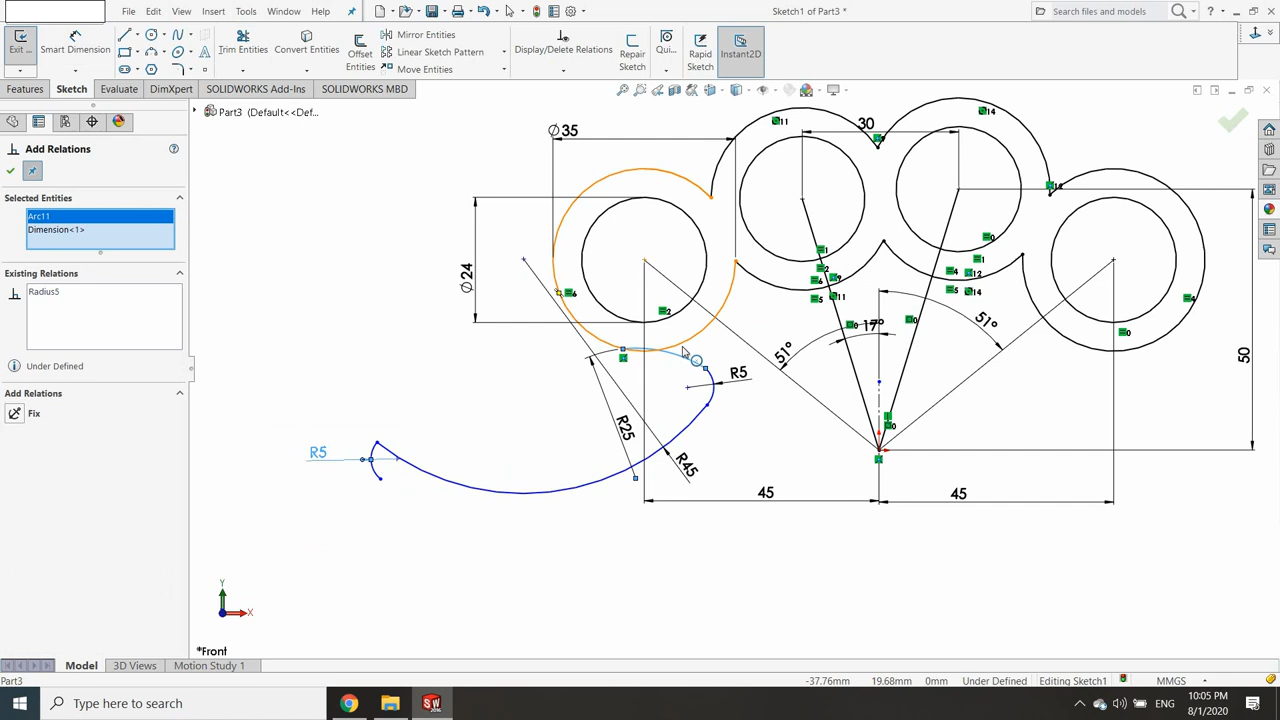 File Edit View Insert Tools Window Help
Sketch1 of Part3 *
Search files and models
Exit ...
Smart Dimension
Trim Entities
Convert Entities
Offset Entities
Mirror Entities
Linear Sketch Pattern
Move Entities
Display/Delete Relations
Repair Sketch
Qui...
Rapid Sketch
Instant2D
Features Sketch Evaluate DimXpert SOLIDWORKS Add-Ins SOLIDWORKS MBD
Part3 (Default<<Def...
Add Relations
Selected Entities
Arc11
Dimension<1>
Existing Relations
Radius5
Under Defined
Add Relations
Fix
Ø35
30
Ø24
51°
17°
51°
50
R5
R25
R45
R5
45
45
Y
X
*Front
Model 3D Views Motion Study 1
Part3
-37.76mm 19.68mm 0mm Under Defined Editing Sketch1 MMGS
Type here to search
ENG
10:05 PM
8/1/2020